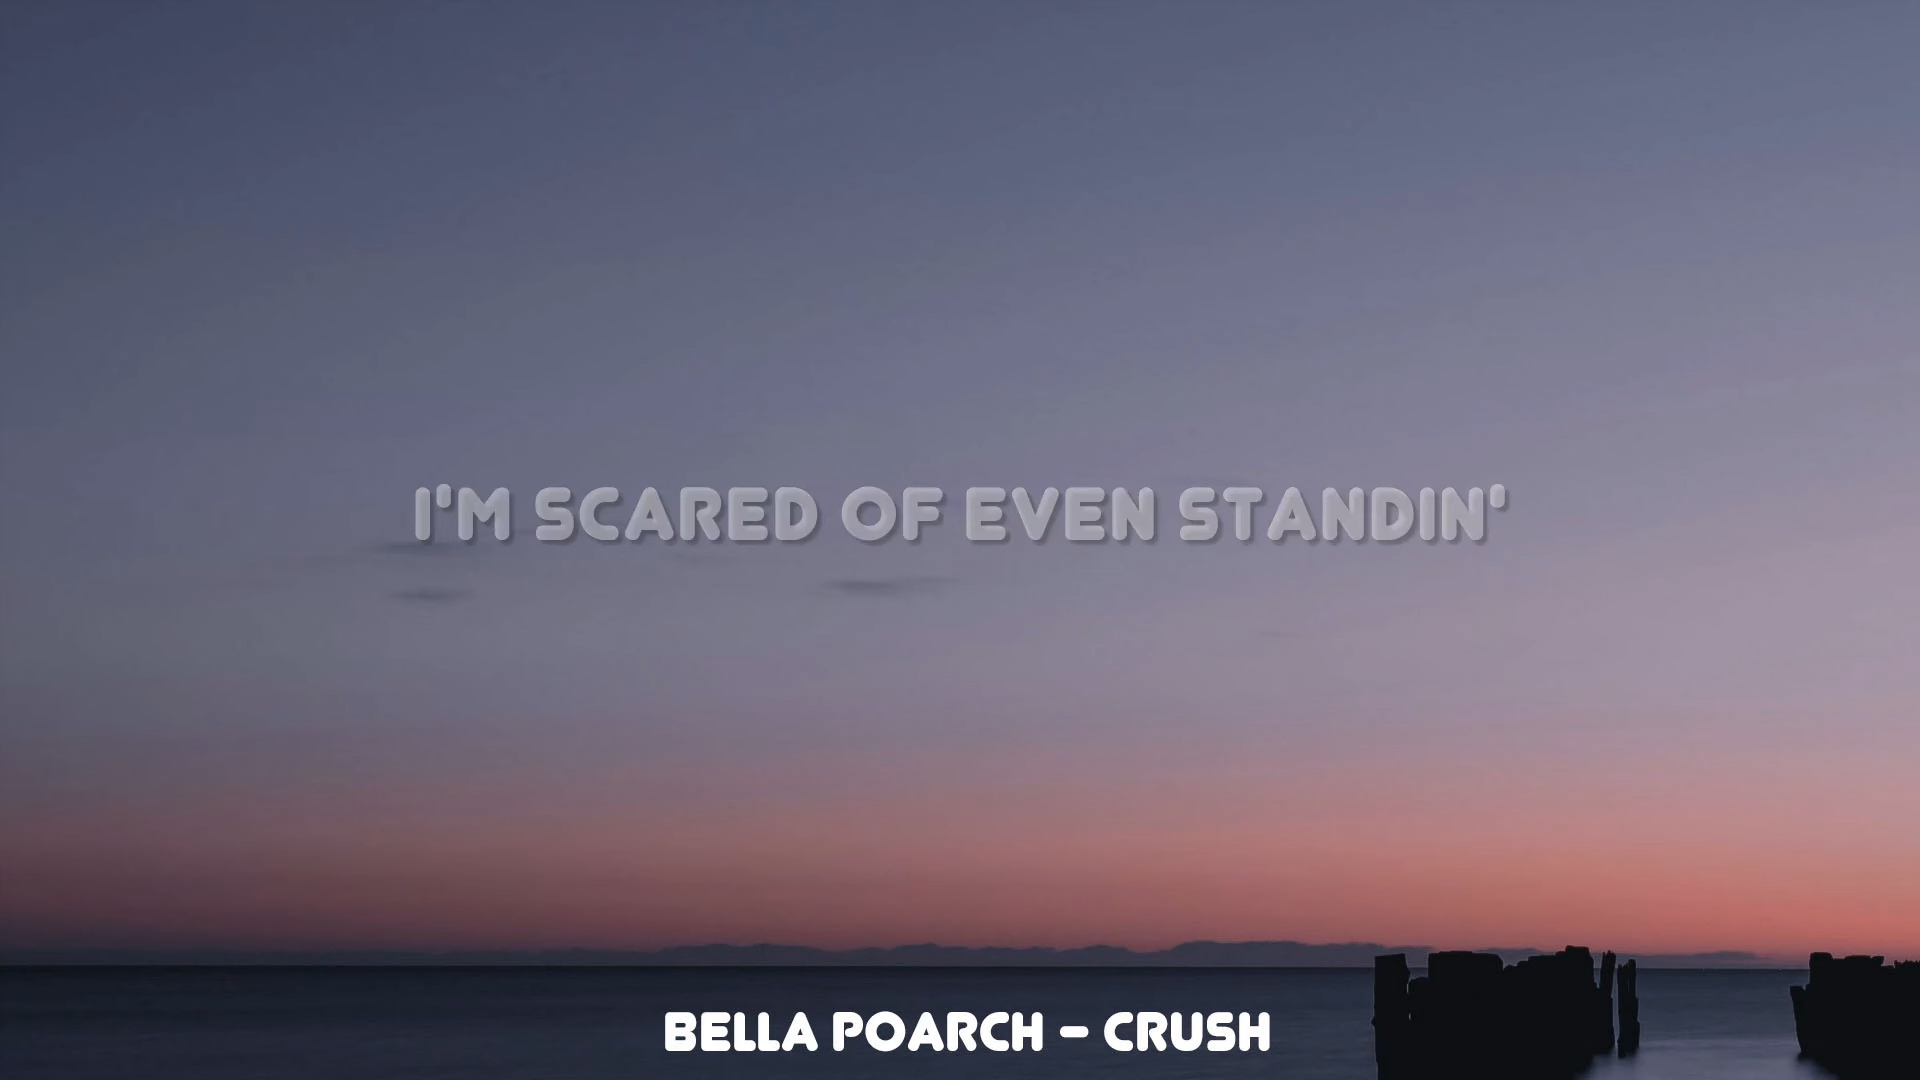 I'M SCARED OF EVEN STANDIN'
BELLA POARCH - CRUSH